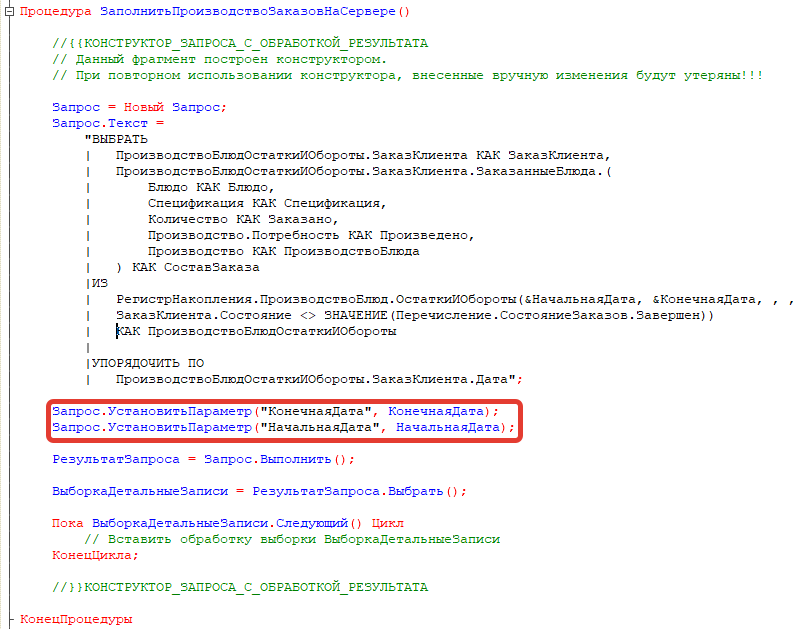 Процедура ЗаполнитьПроизводствоЗаказовНаСервере()
//{{КОНСТРУКТОР_ЗАПРОСА_С_ОБРАБОТКОЙ_РЕЗУЛЬТАТА
// Данный фрагмент построен конструктором.
// При повторном использовании конструктора, внесенные вручную изменения будут утеряны!!!
Запрос = Новый Запрос;
Запрос.Текст =
"ВЫБРАТЬ
| ПроизводствоБлюдОстаткиИОбороты.ЗаказКлиента КАК ЗаказКлиента,
| ПроизводствоБлюдОстаткиИОбороты.ЗаказКлиента.ЗаказанныеБлюда.(
| Блюдо КАК Блюдо,
| Спецификация КАК Спецификация,
| Количество КАК Заказано,
| Производство.Потребность КАК Произведено,
| Производство КАК ПроизводствоБлюда
| ) КАК СоставЗаказа
|ИЗ
| РегистрНакопления.ПроизводствоБлюд.ОстаткиИОбороты(&НачальнаяДата, &КонечнаяДата, , ,
| ЗаказКлиента.Состояние <> ЗНАЧЕНИЕ(Перечисление.СостояниеЗаказов.Завершен))
| КАК ПроизводствоБлюдОстаткиИОбороты
|
|УПОРЯДОЧИТЬ ПО
| ПроизводствоБлюдОстаткиИОбороты.ЗаказКлиента.Дата";
Запрос.УстановитьПараметр("КонечнаяДата", КонечнаяДата);
Запрос.УстановитьПараметр("НачальнаяДата", НачальнаяДата);
РезультатЗапроса = Запрос.Выполнить();
ВыборкаДетальныеЗаписи = РезультатЗапроса.Выбрать();
Пока ВыборкаДетальныеЗаписи.Следующий() Цикл
// Вставить обработку выборки ВыборкаДетальныеЗаписи
КонецЦикла;
//}}КОНСТРУКТОР_ЗАПРОСА_С_ОБРАБОТКОЙ_РЕЗУЛЬТАТА
КонецПроцедуры